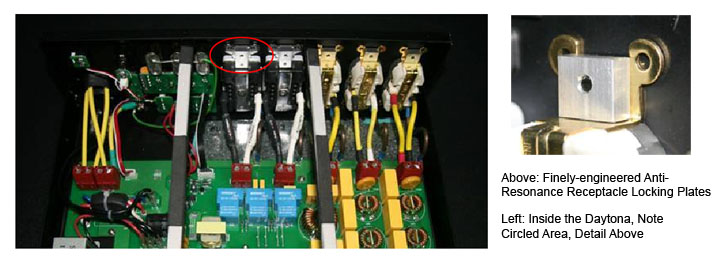 Above: Finely-engineered Anti-
Resonance Receptacle Locking Plates
Left: Inside the Daytona, Note
Circled Area, Detail Above